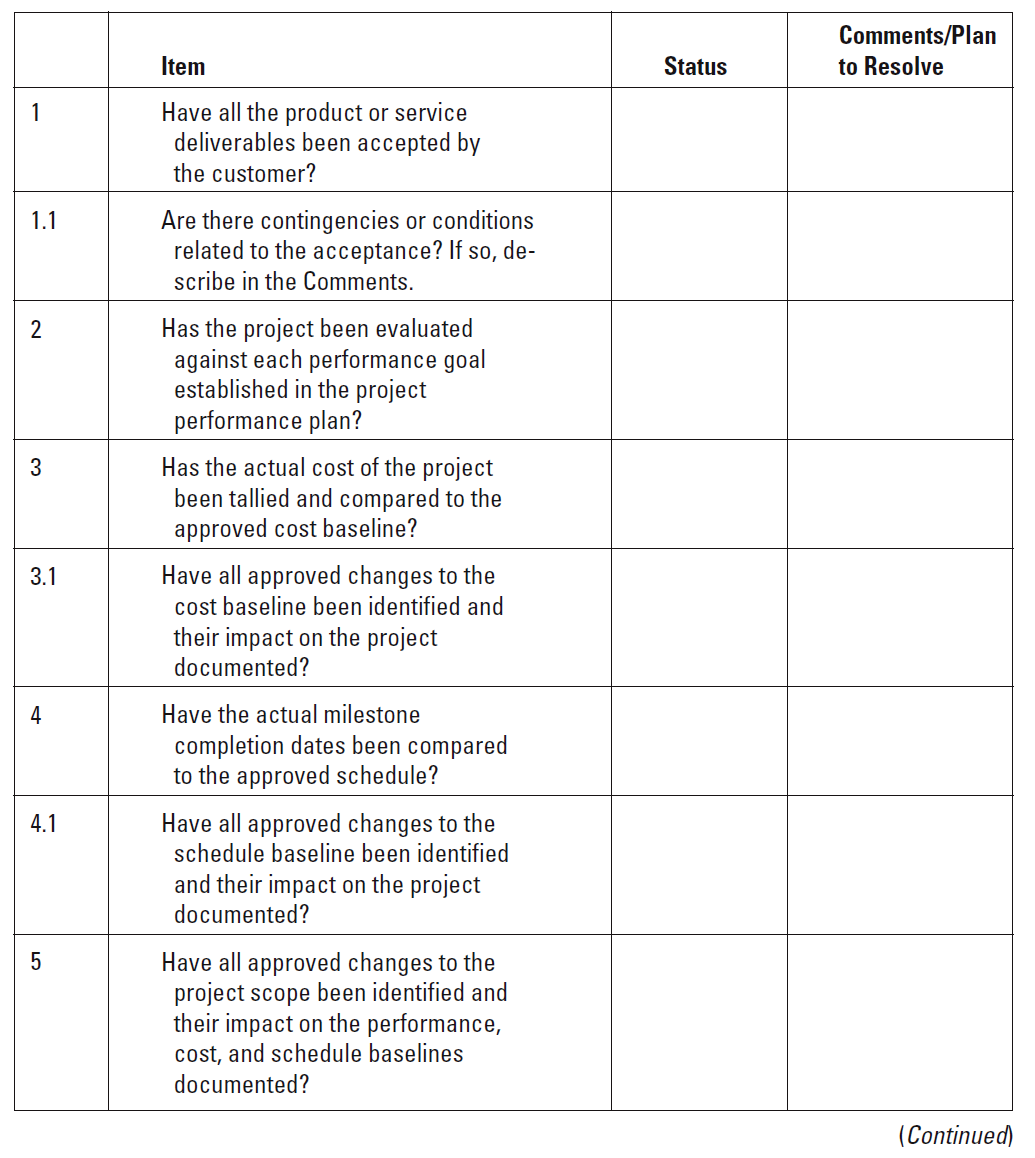 Item Status Comments/Plan
to Resolve
1 Have all the product or service
deliverables been accepted by
the customer?
1.1 Are there contingencies or conditions
related to the acceptance? If so, de-
scribe in the Comments.
2 Has the project been evaluated
against each performance goal
established in the project
performance plan?
3 Has the actual cost of the project
been tallied and compared to the
approved cost baseline?
3.1 Have all approved changes to the
cost baseline been identified and
their impact on the project
documented?
4 Have the actual milestone
completion dates been compared
to the approved schedule?
4.1 Have all approved changes to the
schedule baseline been identified
and their impact on the project
documented?
5 Have all approved changes to the
project scope been identified and
their impact on the performance,
cost, and schedule baselines
documented?
(Continued)